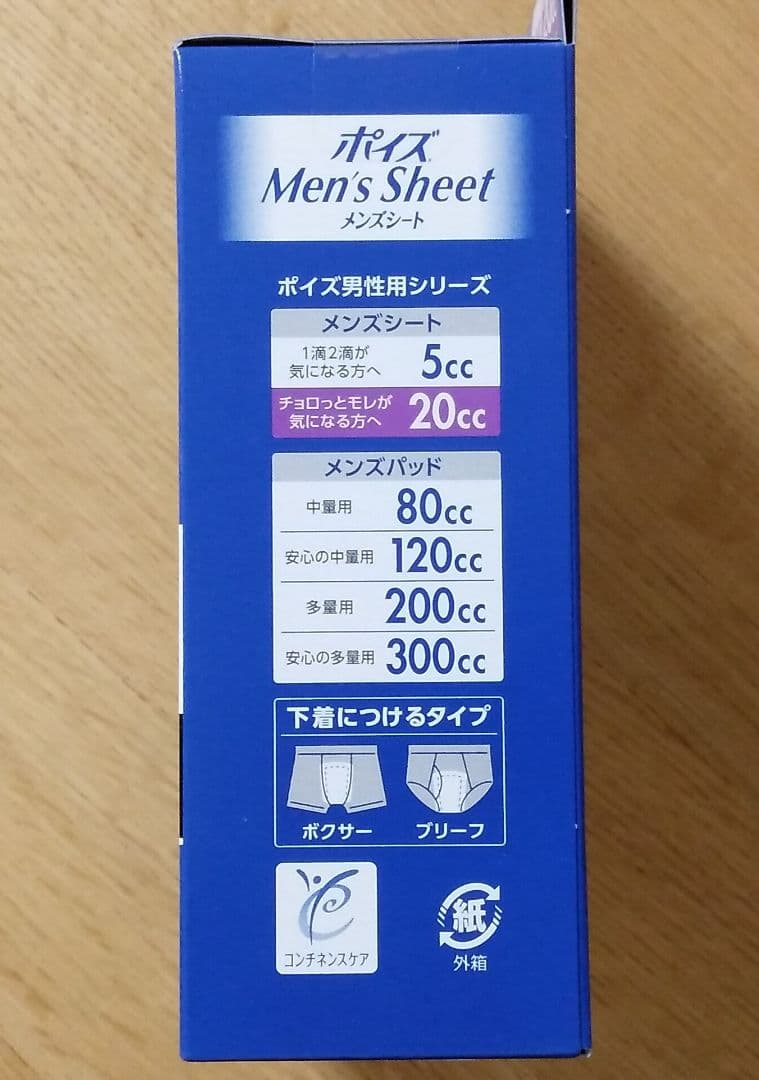 ポイズ
Men's Sheet
メンズシート
ポイズ男性用シリーズ
メンズシート
1滴2滴が
気になる方へ 5cc
チョロっとモレが
気になる方へ 20cc
メンズパッド
中量用 80cc
安心の中量用 120cc
多量用 200cc
安心の多量用 300cc
下着につけるタイプ
ボクサー ブリーフ
コンチネンスケア
紙
外箱